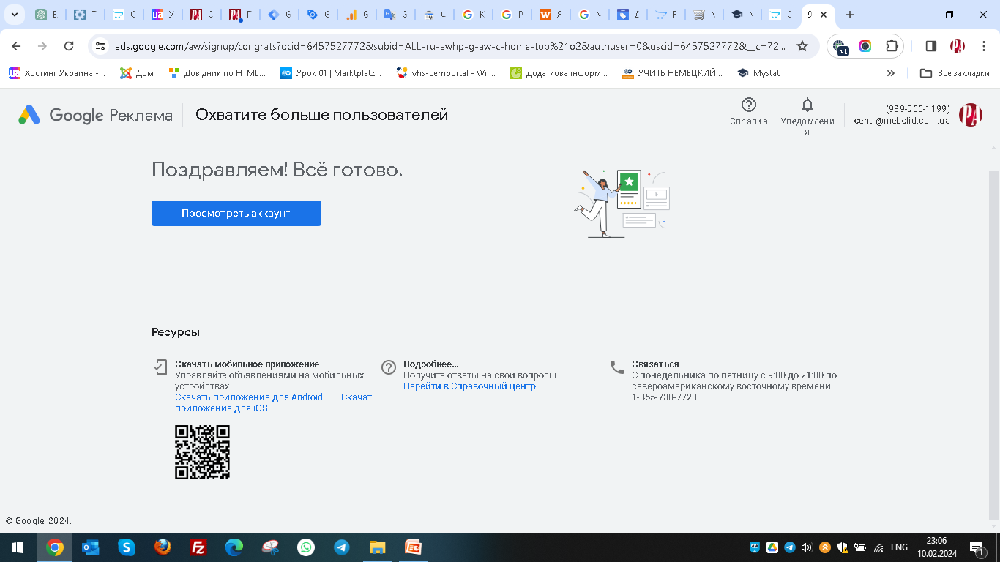 Е
Т
С
У
С
Г
G
G
G
G
Ф
К
Р
Я
М
Д
F
М
М
С
9
ads.google.com/aw/signup/congrats?ocid=6457527772&subid=ALL-ru-awhp-g-aw-c-home-top%21o2&authuser=0&uscid=6457527772&__c=72...
NL
Хостинг Украина -...
Дом
Довідник по HTML...
Урок 01 | Marktplatz...
vhs-Lernportal - Wil...
Додаткова інформ...
УЧИТЬ НЕМЕЦКИЙ...
Mystat
Все закладки
Google Реклама
Охватите больше пользователей
Справка
Уведомлени
я
(989-055-1199)
centr@mebelid.com.ua
Поздравляем! Всё готово.
Просмотреть аккаунт
Ресурсы
Скачать мобильное приложение
Управляйте объявлениями на мобильных
устройствах
Скачать приложение для Android | Скачать
приложение для iOS
Подробнее...
Получите ответы на свои вопросы
Перейти в Справочный центр
Связаться
С понедельника по пятницу с 9:00 до 21:00 по
североамериканскому восточному времени
1-855-738-7723
© Google, 2024.
ENG
23:06
10.02.2024
1